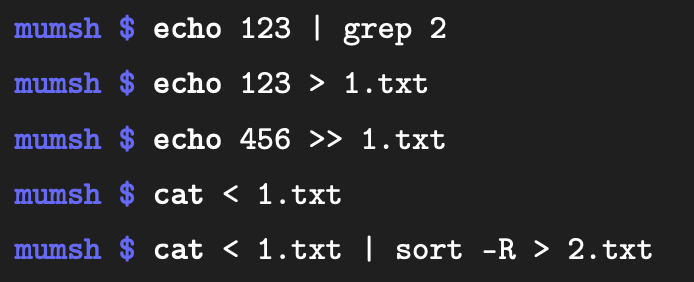 mumsh $ echo 123 | grep 2
mumsh $ echo 123 > 1.txt
mumsh $ echo 456 >> 1.txt
mumsh $ cat < 1.txt
mumsh $ cat < 1.txt | sort -R > 2.txt